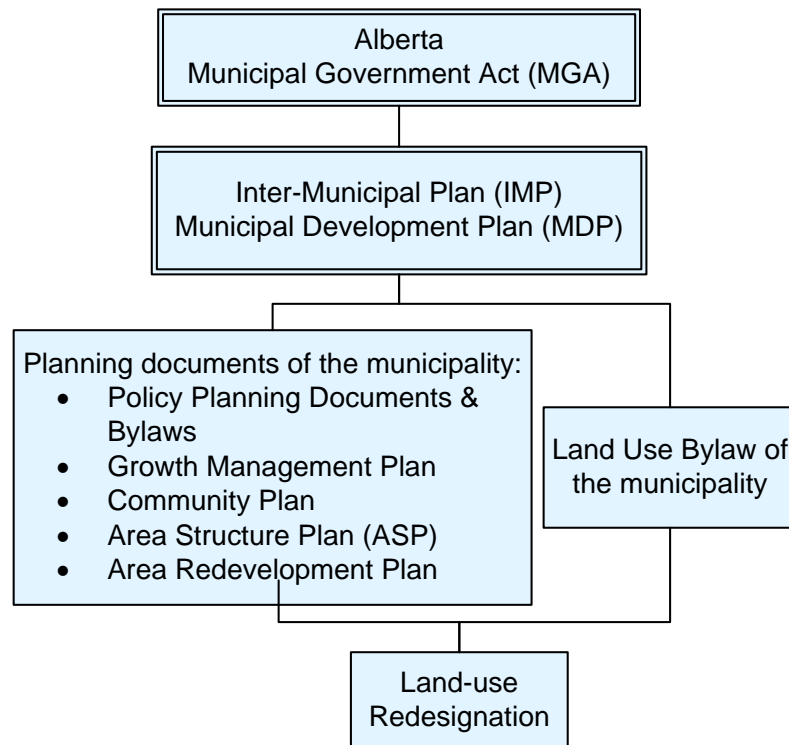 Alberta
Municipal Government Act (MGA)
Inter-Municipal Plan (IMP)
Municipal Development Plan (MDP)
Planning documents of the municipality:
• Policy Planning Documents &
Bylaws
• Growth Management Plan
• Community Plan
• Area Structure Plan (ASP)
• Area Redevelopment Plan
Land Use Bylaw of
the municipality
Land-use
Redesignation